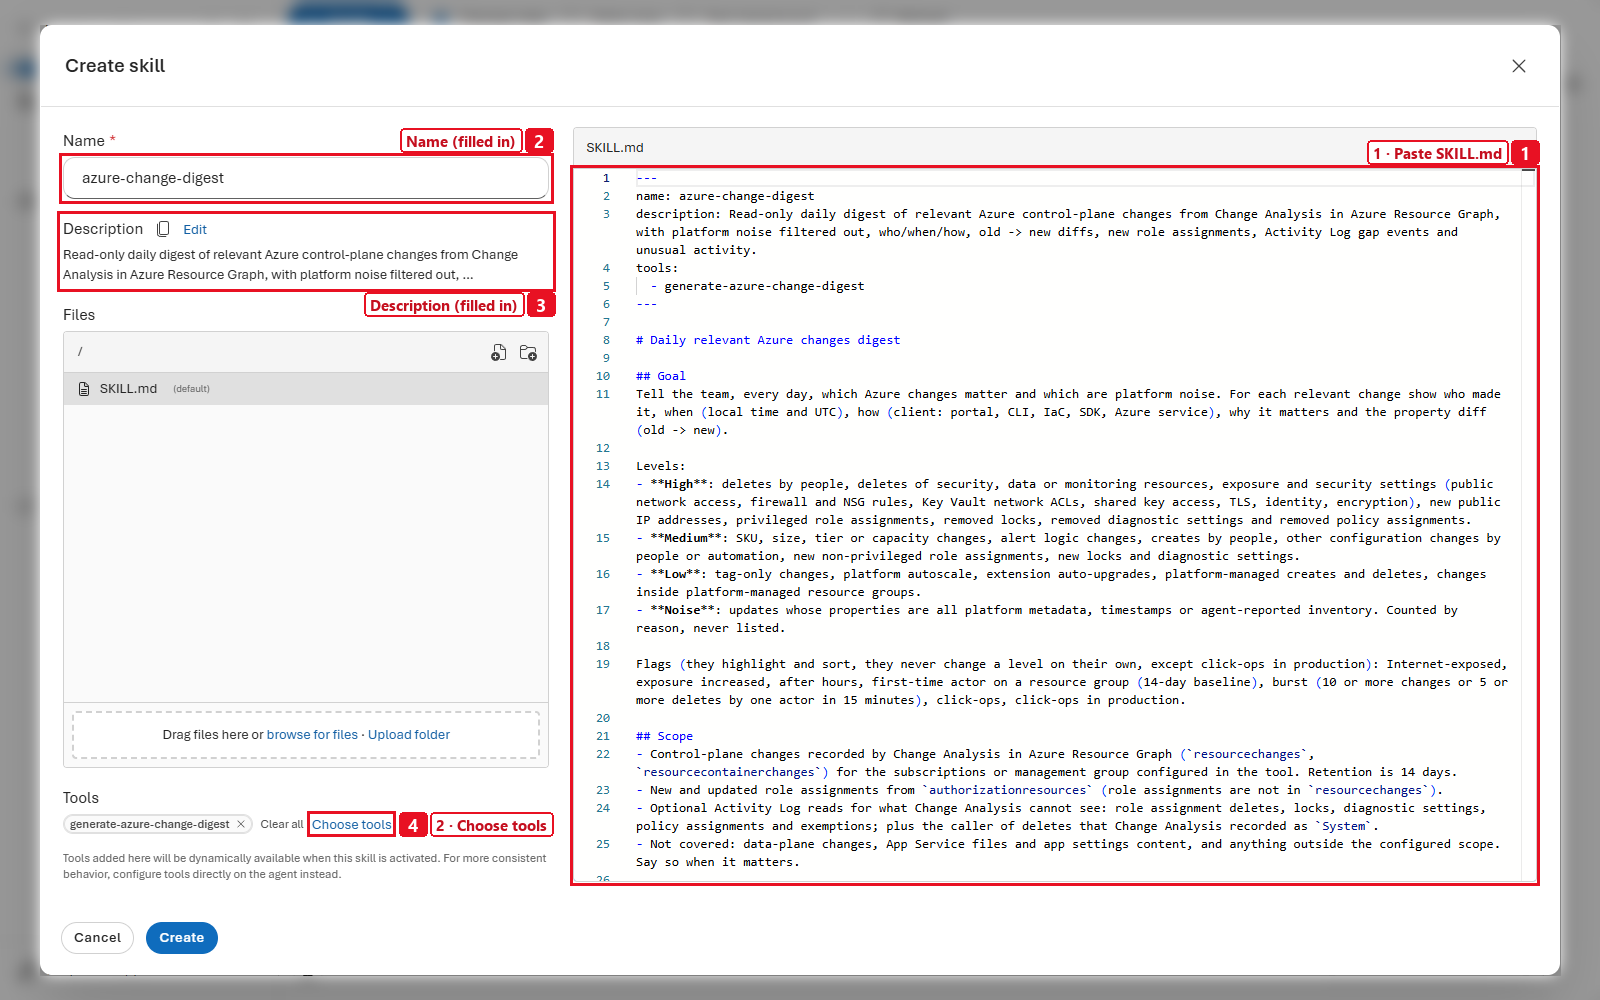 Create skill
Name *
Name (filled in) 2
azure-change-digest
Description Edit
Read-only daily digest of relevant Azure control-plane changes from Change
Analysis in Azure Resource Graph, with platform noise filtered out, ...
Description (filled in) 3
Files
/
SKILL.md (default)
Drag files here or browse for files · Upload folder
Tools
generate-azure-change-digest × Clear all Choose tools 4 2 · Choose tools
Tools added here will be dynamically available when this skill is activated. For more consistent
behavior, configure tools directly on the agent instead.
Cancel Create
SKILL.md
1 · Paste SKILL.md 1
1 ---
2 name: azure-change-digest
3 description: Read-only daily digest of relevant Azure control-plane changes from Change Analysis in Azure Resource Graph,
with platform noise filtered out, who/when/how, old -> new diffs, new role assignments, Activity Log gap events and
unusual activity.
4 tools:
5 - generate-azure-change-digest
6 ---
7
8 # Daily relevant Azure changes digest
9
10 ## Goal
11 Tell the team, every day, which Azure changes matter and which are platform noise. For each relevant change show who made
it, when (local time and UTC), how (client: portal, CLI, IaC, SDK, Azure service), why it matters and the property diff
(old -> new).
12
13 Levels:
14 - **High**: deletes by people, deletes of security, data or monitoring resources, exposure and security settings (public
network access, firewall and NSG rules, Key Vault network ACLs, shared key access, TLS, identity, encryption), new public
IP addresses, privileged role assignments, removed locks, removed diagnostic settings and removed policy assignments.
15 - **Medium**: SKU, size, tier or capacity changes, alert logic changes, creates by people, other configuration changes by
people or automation, new non-privileged role assignments, new locks and diagnostic settings.
16 - **Low**: tag-only changes, platform autoscale, extension auto-upgrades, platform-managed creates and deletes, changes
inside platform-managed resource groups.
17 - **Noise**: updates whose properties are all platform metadata, timestamps or agent-reported inventory. Counted by
reason, never listed.
18
19 Flags (they highlight and sort, they never change a level on their own, except click-ops in production): Internet-exposed,
exposure increased, after hours, first-time actor on a resource group (14-day baseline), burst (10 or more changes or 5 or
more deletes by one actor in 15 minutes), click-ops, click-ops in production.
20
21 ## Scope
22 - Control-plane changes recorded by Change Analysis in Azure Resource Graph (`resourcechanges`,
`resourcecontainerchanges`) for the subscriptions or management group configured in the tool. Retention is 14 days.
23 - New and updated role assignments from `authorizationresources` (role assignments are not in `resourcechanges`).
24 - Optional Activity Log reads for what Change Analysis cannot see: role assignment deletes, locks, diagnostic settings,
policy assignments and exemptions; plus the caller of deletes that Change Analysis recorded as `System`.
25 - Not covered: data-plane changes, App Service files and app settings content, and anything outside the configured scope.
Say so when it matters.
26